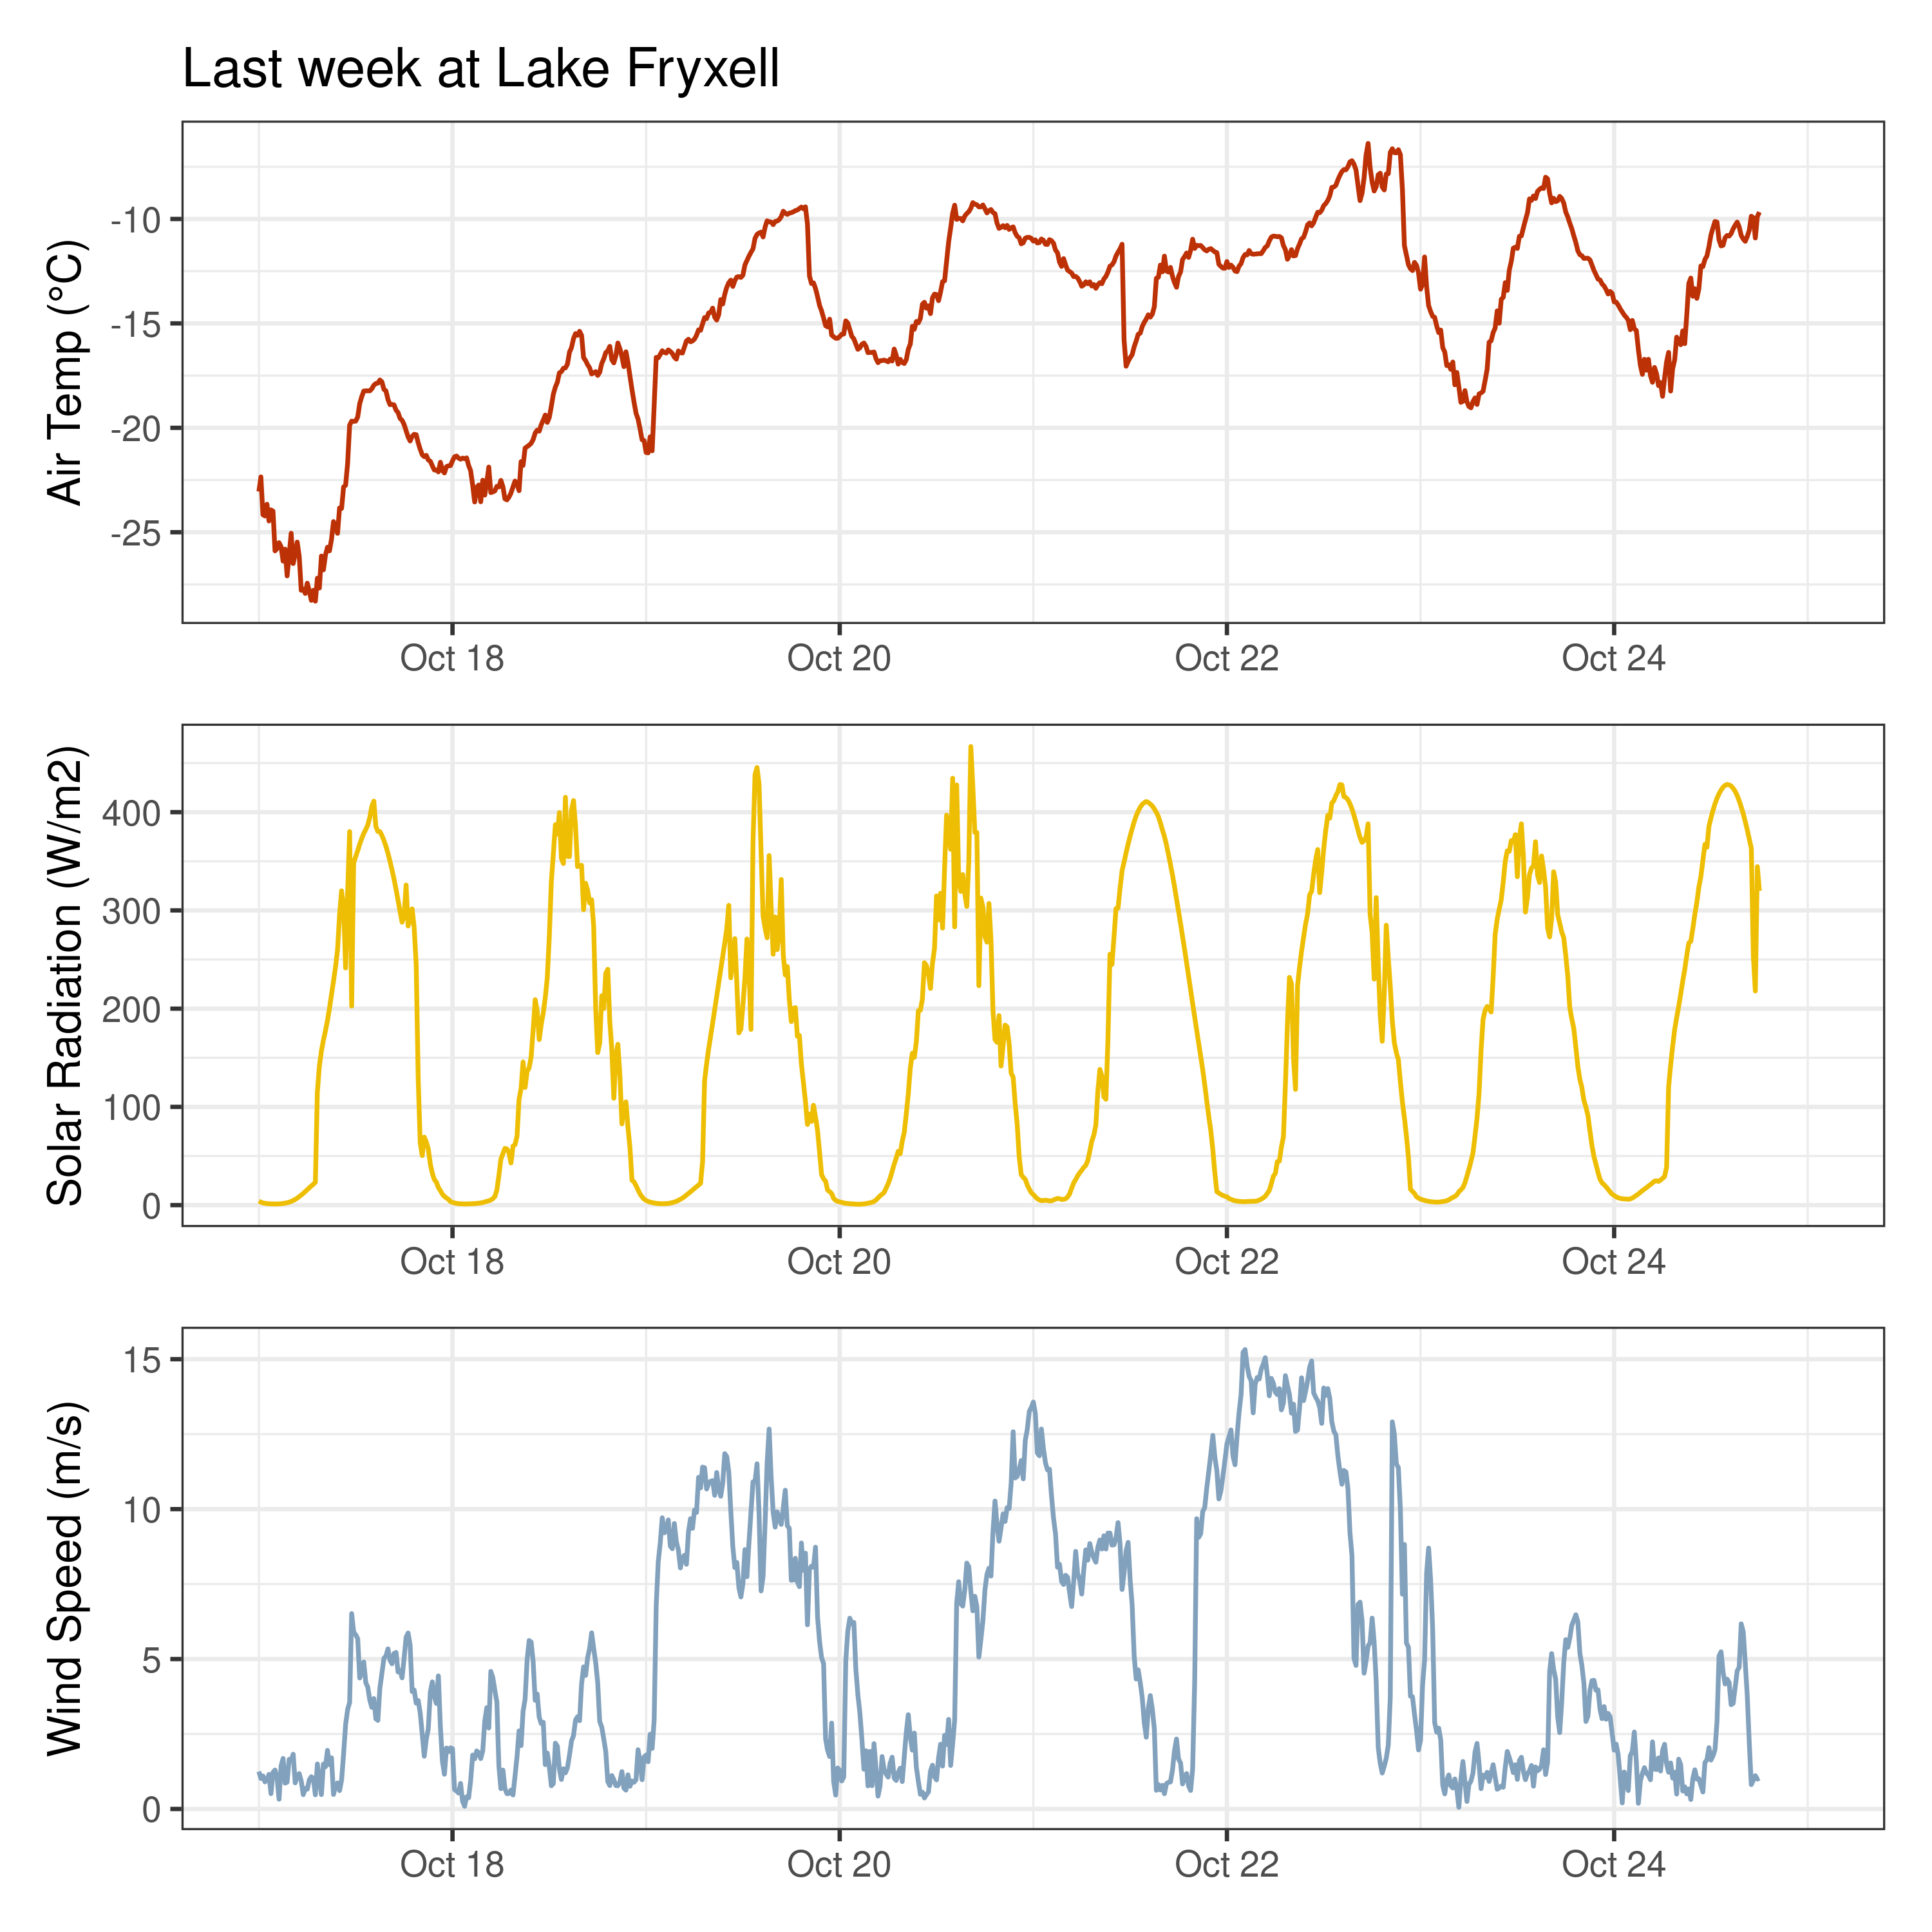 Last week at Lake Fryxell
Air Temp (°C)
-10
-15
-20
-25
Oct 18 Oct 20 Oct 22 Oct 24
Solar Radiation (W/m2)
400
300
200
100
0
Oct 18 Oct 20 Oct 22 Oct 24
Wind Speed (m/s)
15
10
5
0
Oct 18 Oct 20 Oct 22 Oct 24